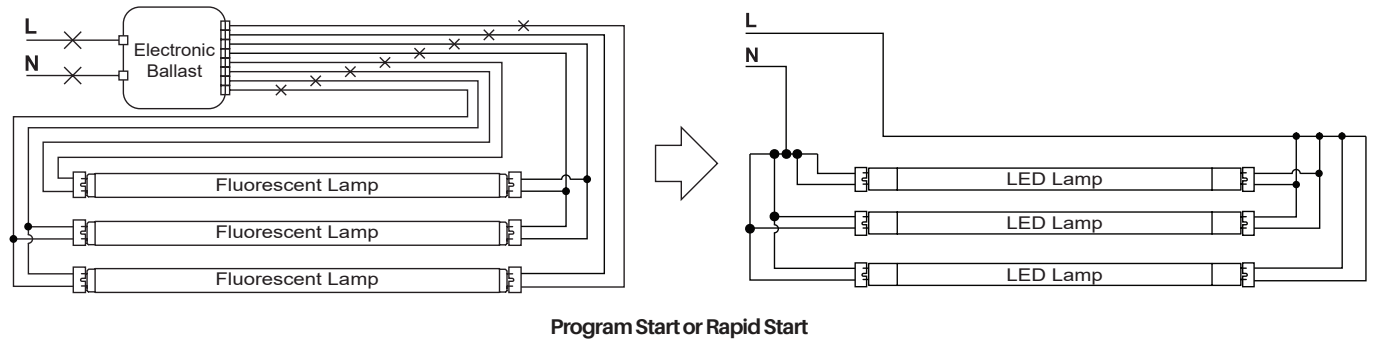 L
N
Electronic
Ballast
Fluorescent Lamp
Fluorescent Lamp
Fluorescent Lamp
L
N
LED Lamp
LED Lamp
LED Lamp
Program Start or Rapid Start